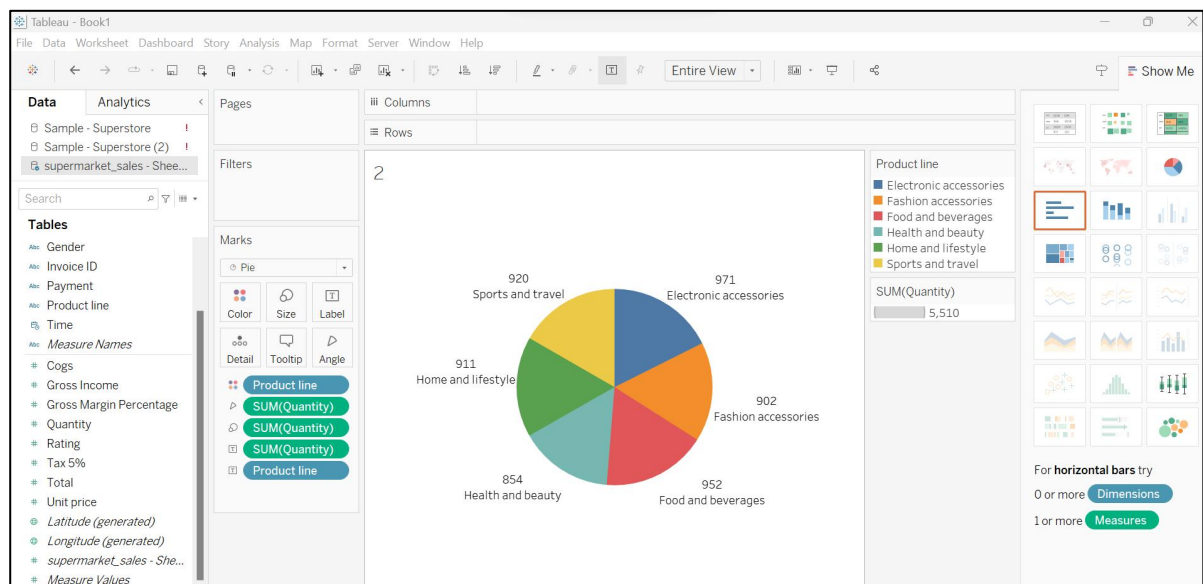 Tableau - Book1
File Data Worksheet Dashboard Story Analysis Map Format Server Window Help
Entire View
Show Me
Data Analytics
Sample - Superstore !
Sample - Superstore (2) !
supermarket_sales - Shee...
Search
Tables
Abc Gender
Abc Invoice ID
Abc Payment
Abc Product line
Time
Abc Measure Names
# Cogs
# Gross Income
# Gross Margin Percentage
# Quantity
# Rating
# Tax 5%
# Total
# Unit price
Latitude (generated)
Longitude (generated)
# supermarket_sales - She...
# Measure Values
Pages
Filters
Marks
Pie
Color Size Label
Detail Tooltip Angle
Product line
SUM(Quantity)
SUM(Quantity)
SUM(Quantity)
Product line
iii Columns
Rows
2
920
Sports and travel
971
Electronic accessories
911
Home and lifestyle
902
Fashion accessories
854
Health and beauty
952
Food and beverages
Product line
Electronic accessories
Fashion accessories
Food and beverages
Health and beauty
Home and lifestyle
Sports and travel
SUM(Quantity)
5,510
For horizontal bars try
0 or more Dimensions
1 or more Measures